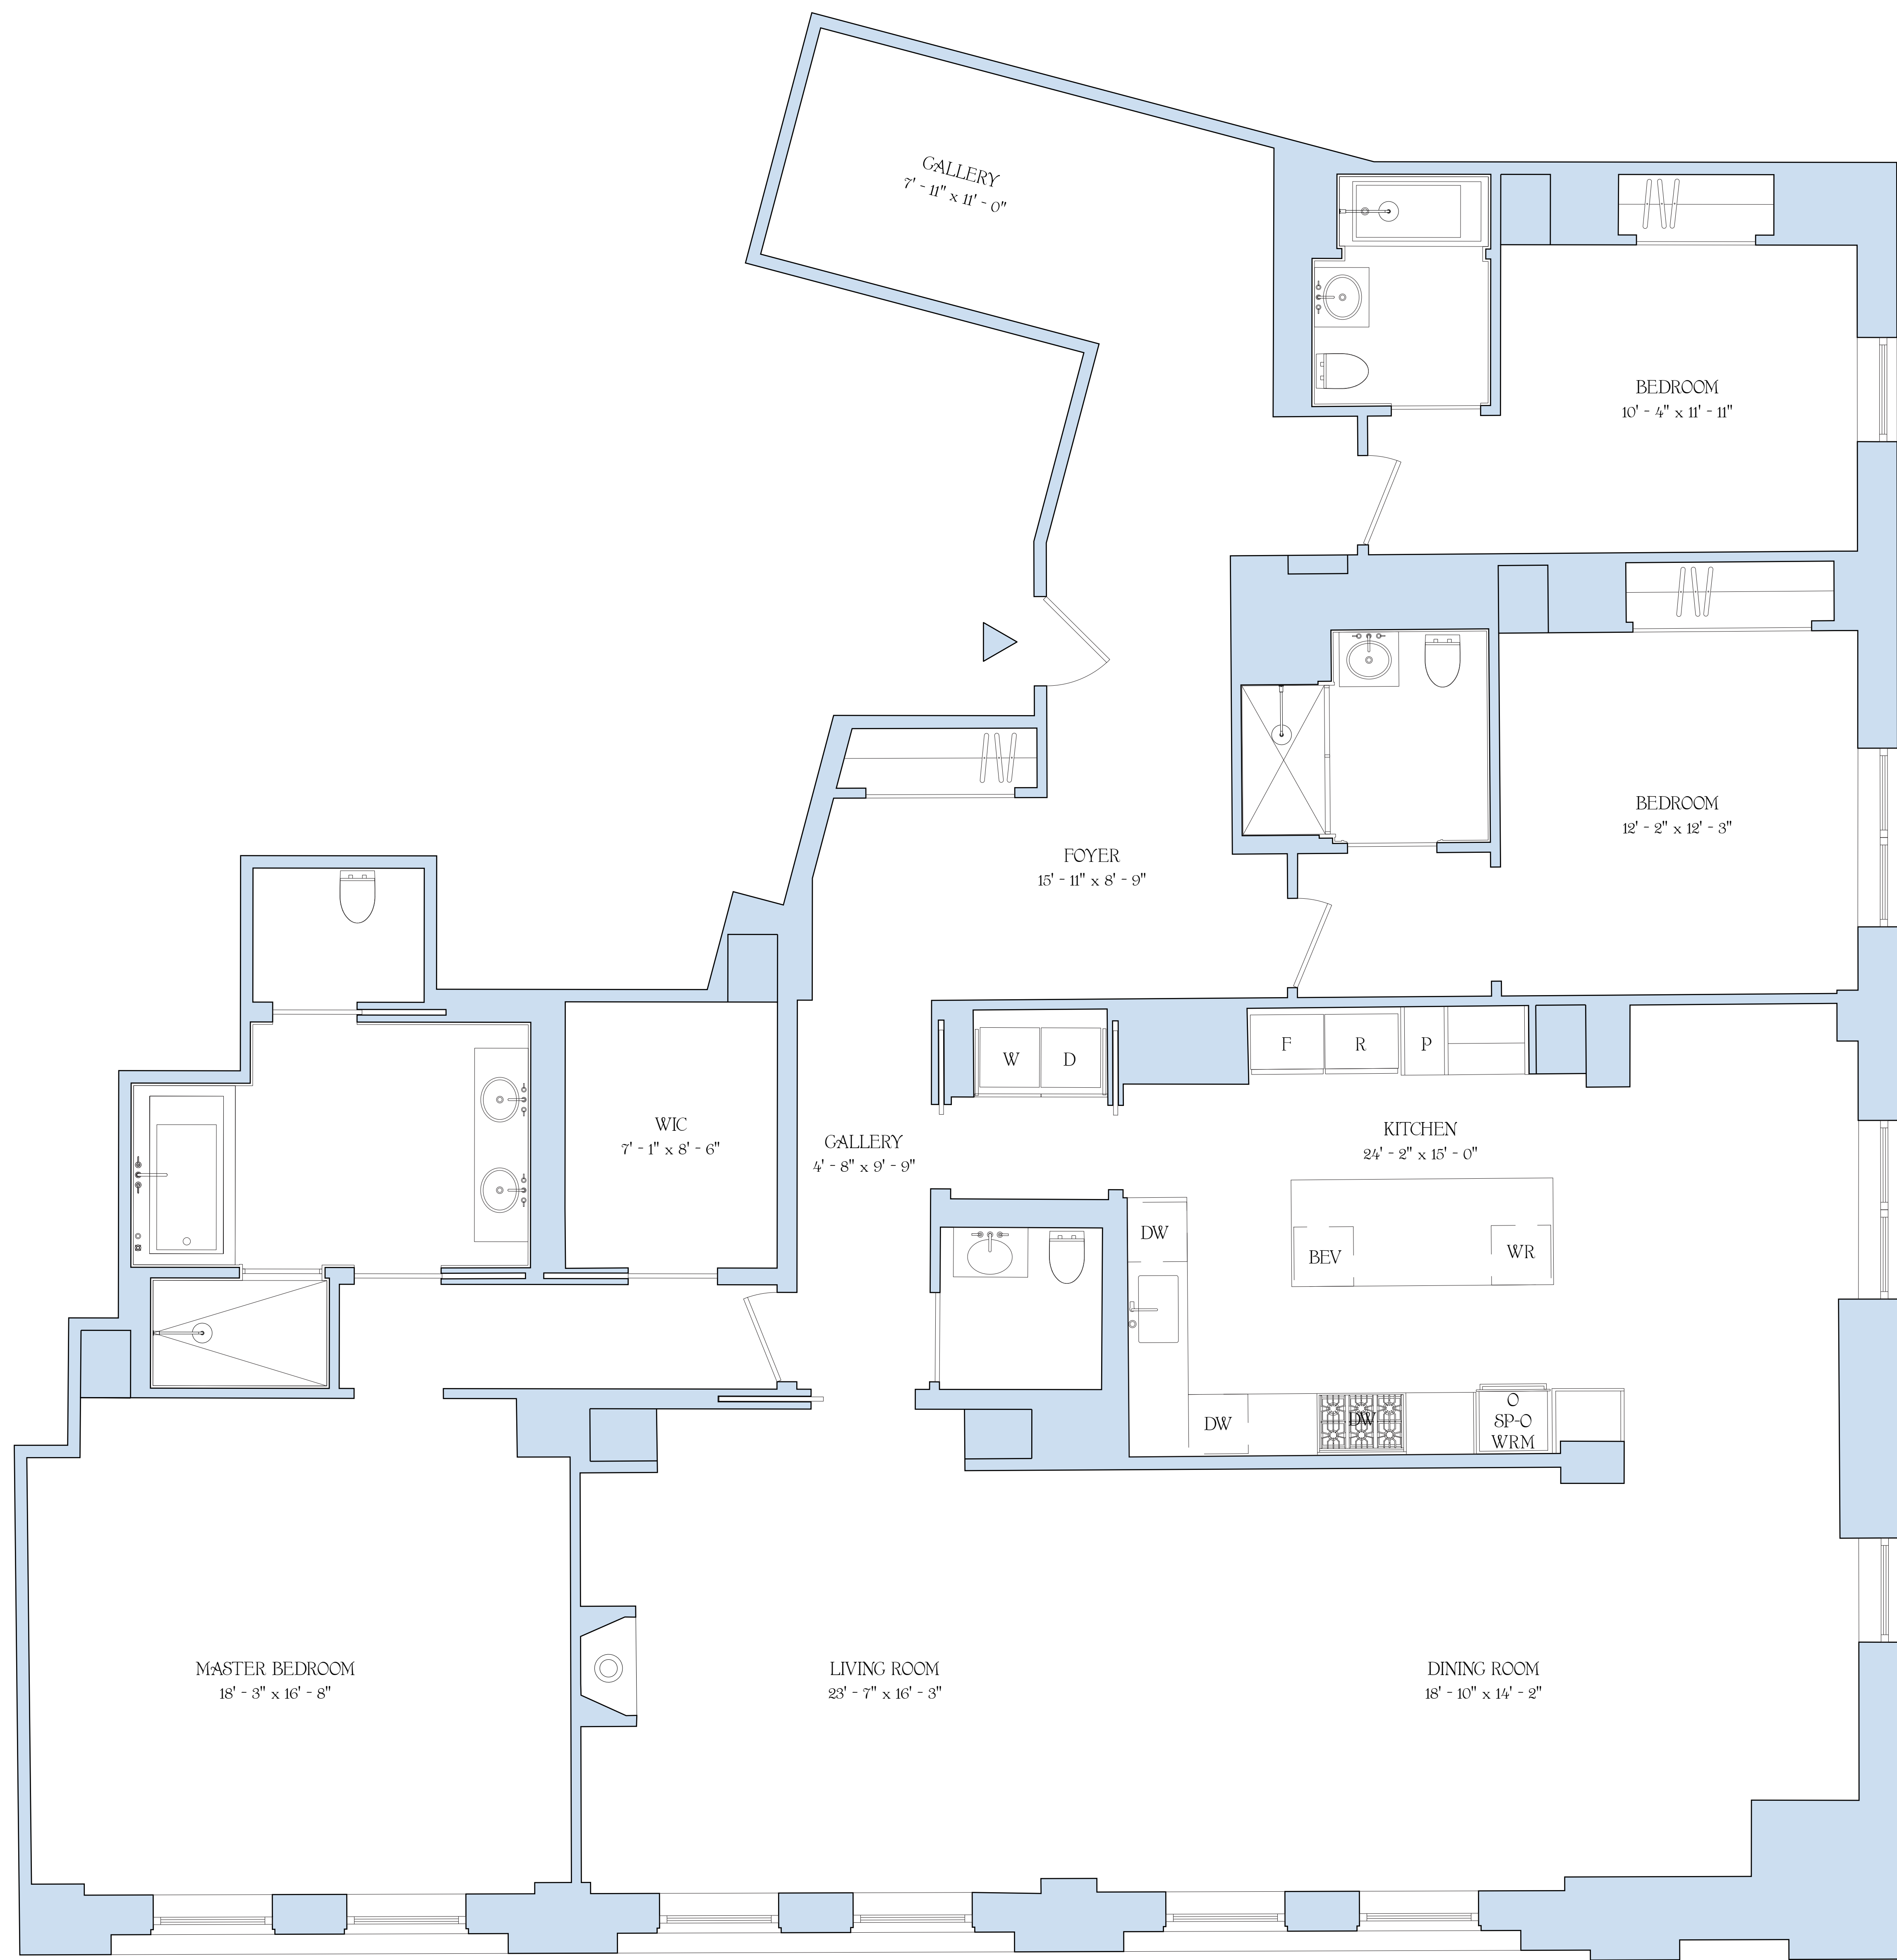 GALLERY
7' - 11" x 11' - 0"
BEDROOM
10' - 4" x 11' - 11"
BEDROOM
12' - 2" x 12' - 3"
FOYER
15' - 11" x 8' - 9"
W
D
F
R
P
WIC
7' - 1" x 8' - 6"
GALLERY
4' - 8" x 9' - 9"
KITCHEN
24' - 2" x 15' - 0"
DW
BEV
WR
DW
DW
O
SP-O
WRM
MASTER BEDROOM
18' - 3" x 16' - 8"
LIVING ROOM
23' - 7" x 16' - 3"
DINING ROOM
18' - 10" x 14' - 2"